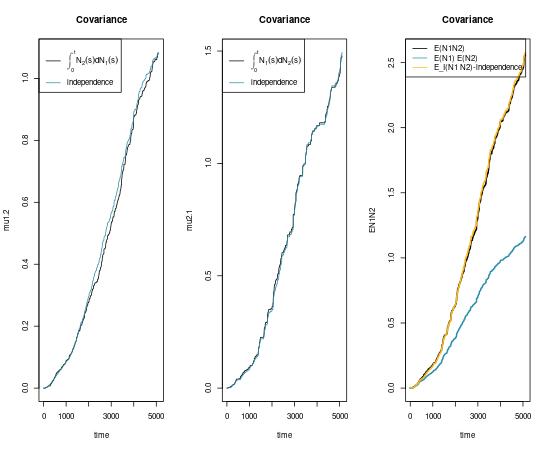 Covariance
∫₀ᵗ N₂(s)dN₁(s)
independence
mu1.2
0.0
0.2
0.4
0.6
0.8
1.0
0
1000
3000
5000
time
Covariance
∫₀ᵗ N₁(s)dN₂(s)
independence
mu2.1
0.0
0.5
1.0
1.5
0
1000
3000
5000
time
Covariance
E(N1N2)
E(N1) E(N2)
E_I(N1 N2)-independence
EN1N2
0.0
0.5
1.0
1.5
2.0
2.5
0
1000
3000
5000
time